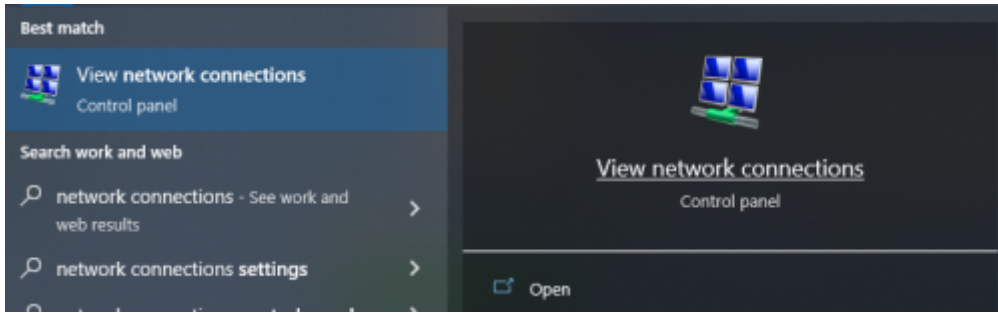 Best match
View network connections
Control panel
Search work and web
network connections - See work and
web results
network connections settings
View network connections
Control panel
Open